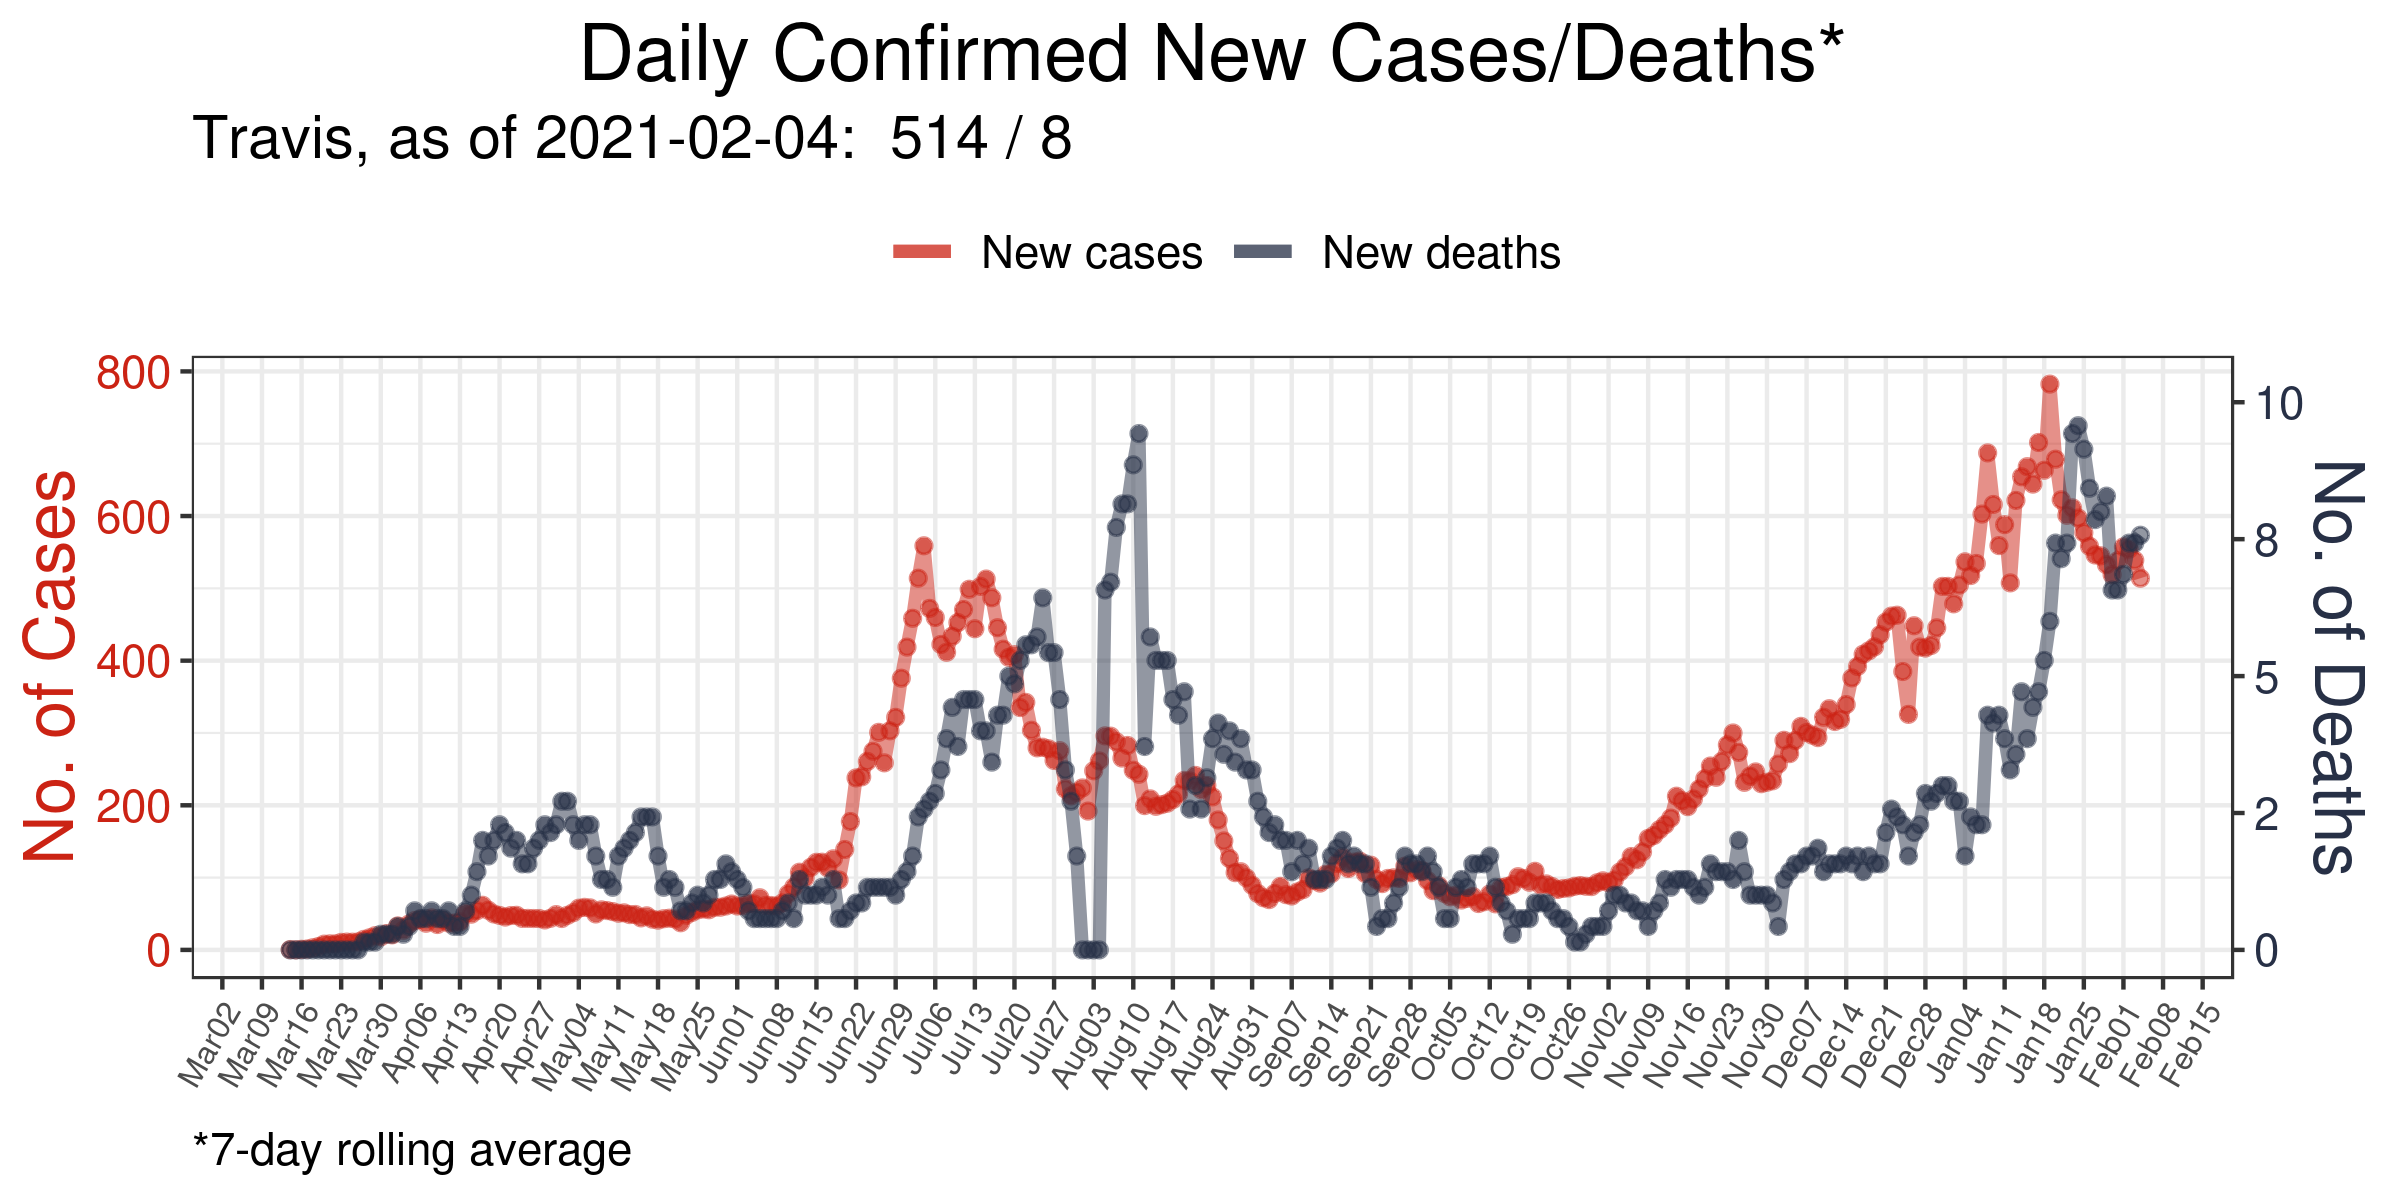 Daily Confirmed New Cases/Deaths*
Travis, as of 2021-02-04:  514 / 8
New cases New deaths
No. of Cases
800
600
400
200
0
10
8
5
2
0
No. of Deaths
Mar02 Mar09 Mar16 Mar23 Mar30 Apr06 Apr13 Apr20 Apr27 May04 May11 May18 May25 Jun01 Jun08 Jun15 Jun22 Jun29 Jul06 Jul13 Jul20 Jul27 Aug03 Aug10 Aug17 Aug24 Aug31 Sep07 Sep14 Sep21 Sep28 Oct05 Oct12 Oct19 Oct26 Nov02 Nov09 Nov16 Nov23 Nov30 Dec07 Dec14 Dec21 Dec28 Jan04 Jan11 Jan18 Jan25 Feb01 Feb08 Feb15
*7-day rolling average